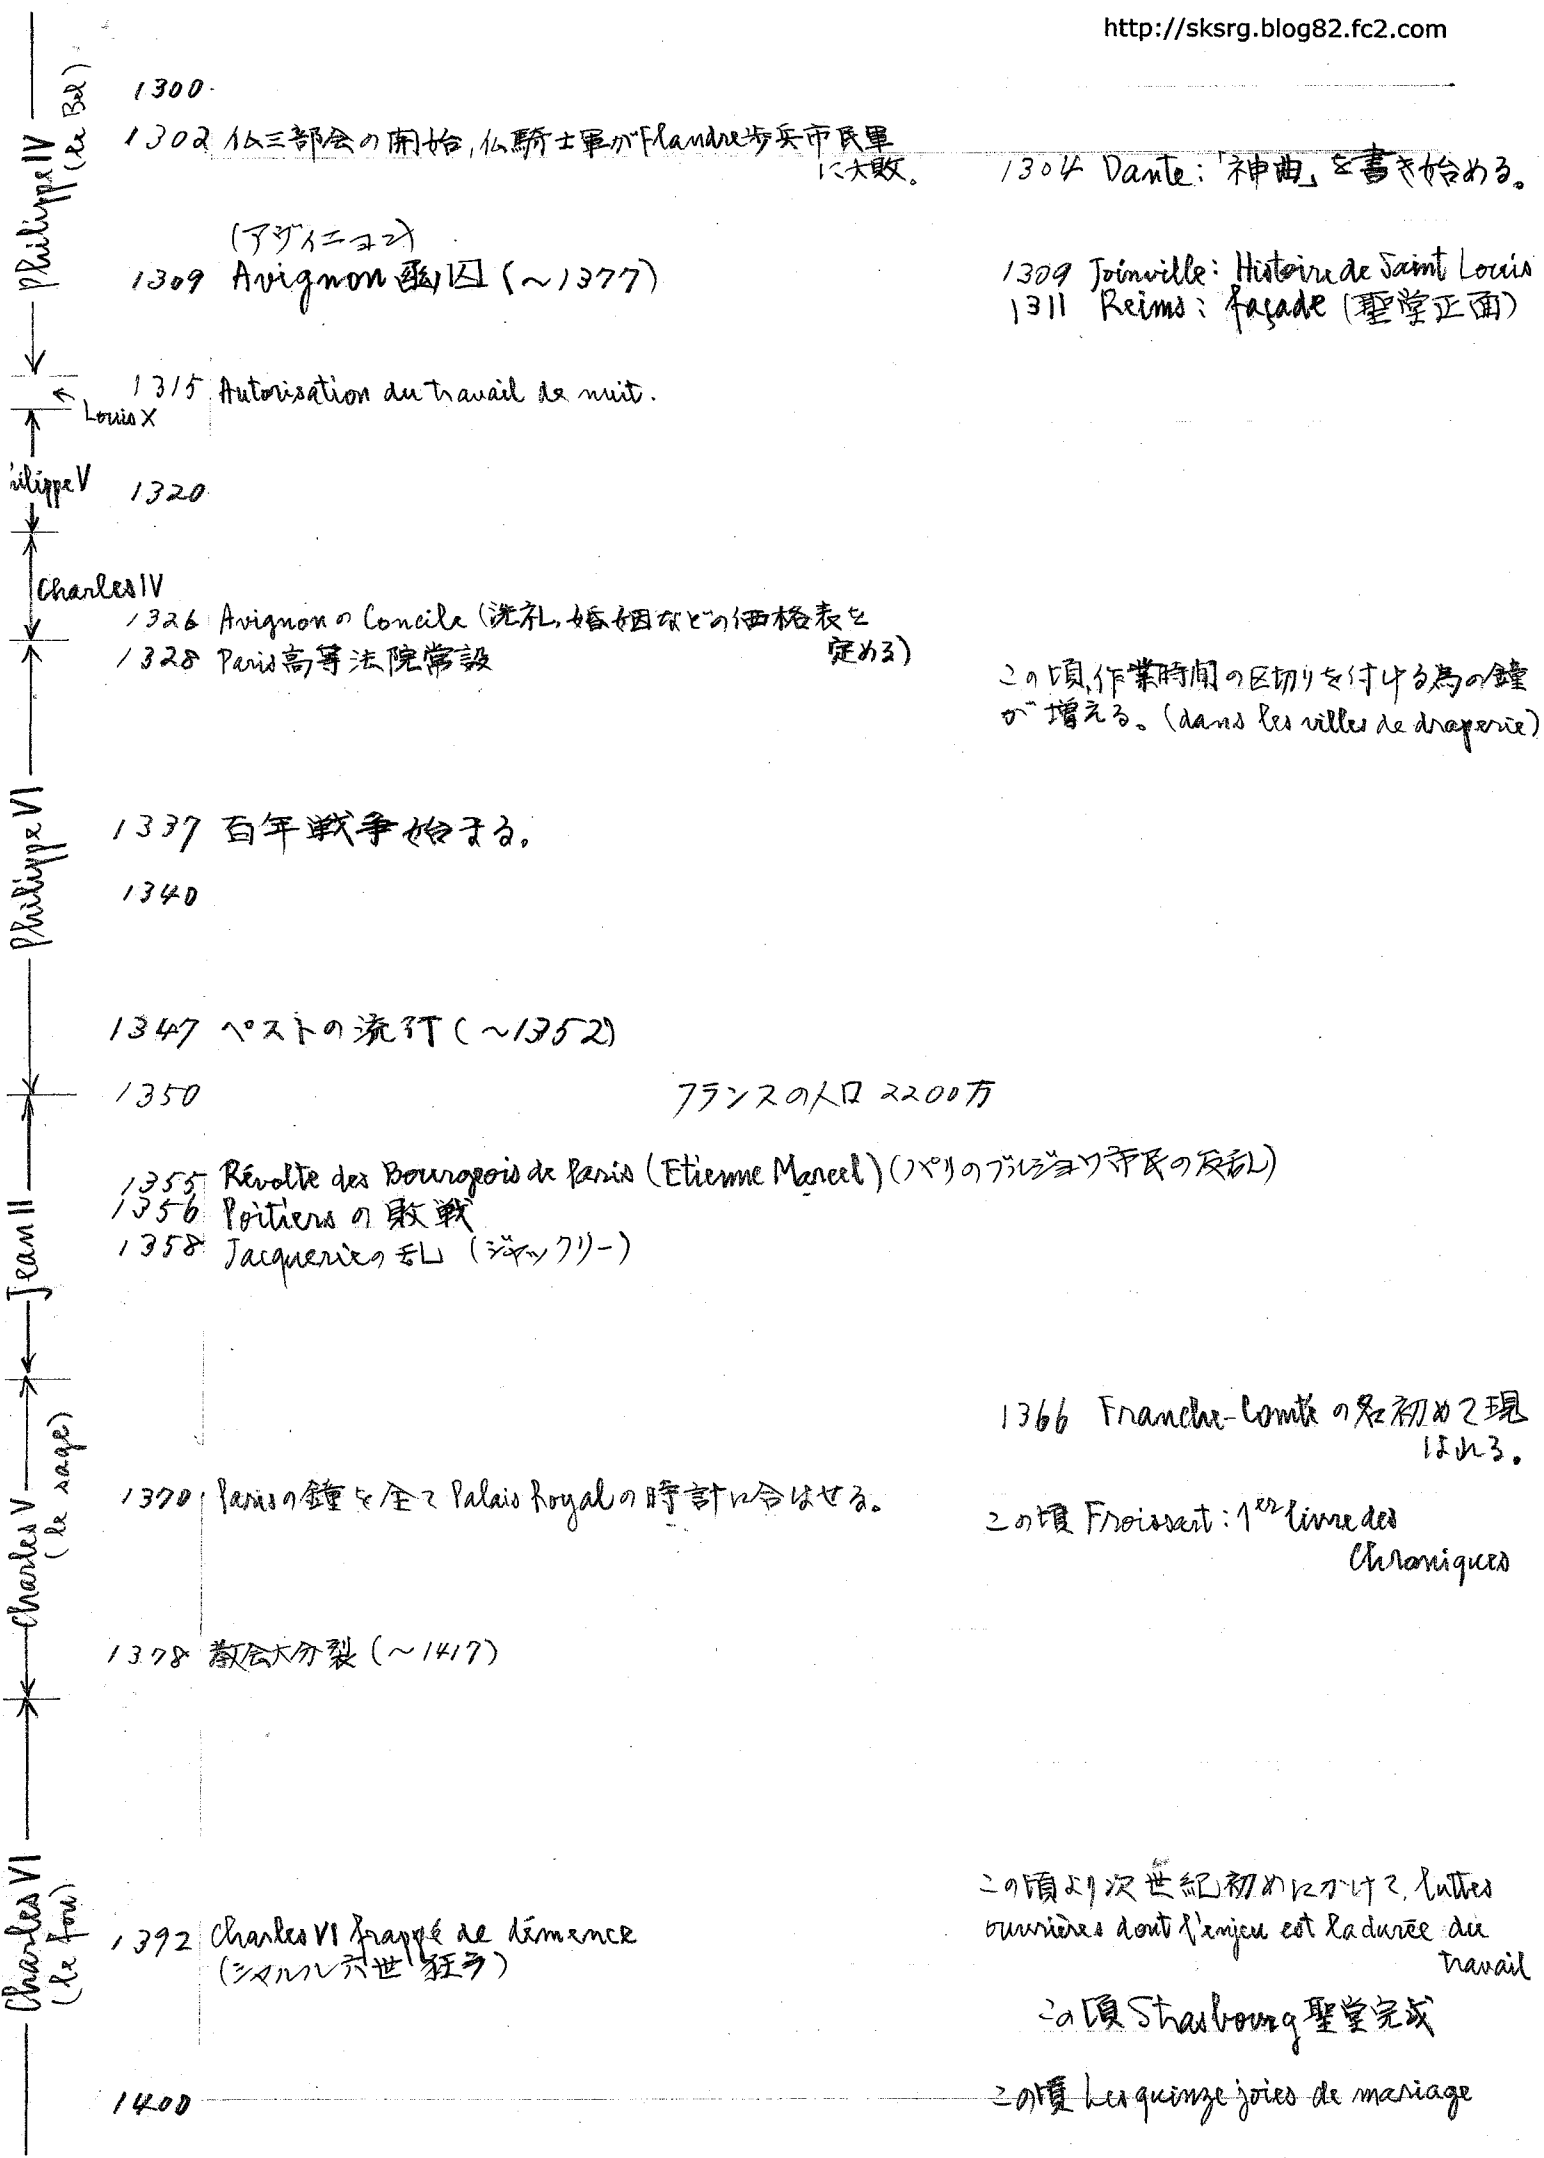 http://sksrg.blog82.fc2.com
Philippe IV
(le Bel)
1300
1302 仏三部会の開始, 仏騎士軍がFlandre歩兵市民軍
に大敗。
1304 Dante:「神曲」を書き始める。
(アヴィニョン)
1309 Avignon幽囚 (~1377)
1309 Joinville: Histoire de Saint Louis
1311 Reims: façade (聖堂正面)
1315 Autorisation du travail de nuit.
Louis X
ilippe V
1320
Charles IV
1326 AvignonのConcile (洗礼, 婚姻などの価格表を
定める)
1328 Paris高等法院常設
この頃,作業時間の区切りを付ける為の鐘
が増える。(dans les villes de draperie)
Philippe VI
1337 百年戦争始まる。
1340
1347 ペストの流行 (~1352)
1350
フランスの人口 2200万
Jean II
1355 Révolte des Bourgeois de Paris (Etienne Marcel) (パリのブルジョワ市民の反乱)
1356 Poitiersの敗戦
1358 Jacquerieの乱 (ジャックリー)
1366 Franche-Comtéの名初めて現
はれる。
Charles V
(le sage)
1370 Parisの鐘を全てPalais Royalの時計に合はせる。
この頃 Froissart: 1er livre des
Chroniques
1378 教会大分裂 (~1417)
Charles VI
(le fou)
この頃より次世紀初めにかけて, luttes
ouvrières dont l'enjeu est la durée du
travail
1392 Charles VI frappé de démence
(シャルル六世 狂う)
この頃 Strasbourg聖堂完成
1400
この頃 Les quinze joies de mariage